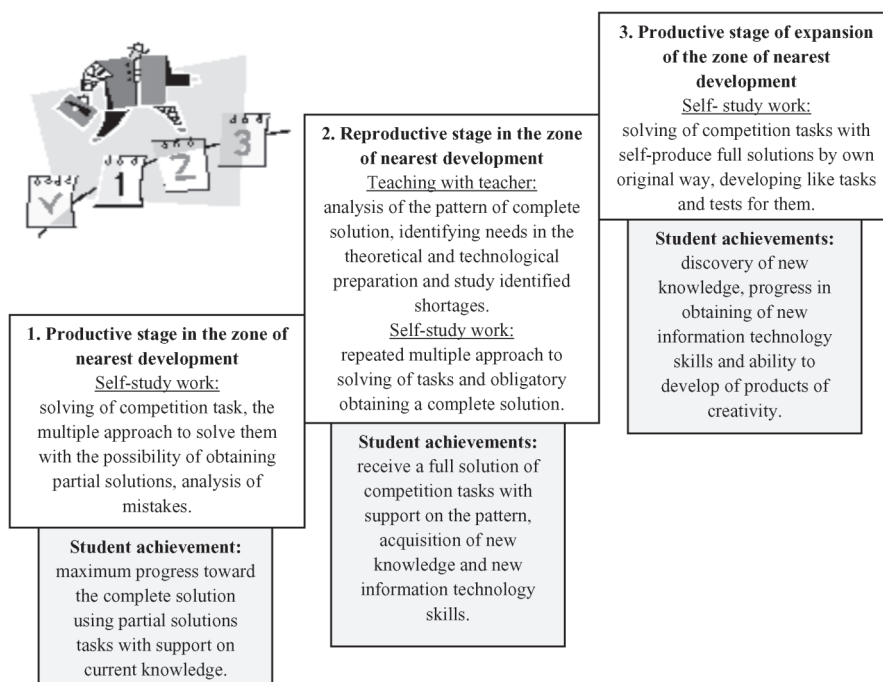 1
2
3
1. Productive stage in the zone of
nearest development
Self-study work:
solving of competition task, the
multiple approach to solve them
with the possibility of obtaining
partial solutions, analysis of
mistakes.
Student achievement:
maximum progress toward
the complete solution
using partial solutions
tasks with support on
current knowledge.
2. Reproductive stage in the zone
of nearest development
Teaching with teacher:
analysis of the pattern of complete
solution, identifying needs in the
theoretical and technological
preparation and study identified
shortages.
Self-study work:
repeated multiple approach to
solving of tasks and obligatory
obtaining a complete solution.
Student achievements:
receive a full solution of
competition tasks with
support on the pattern,
acquisition of new
knowledge and new
information technology
skills.
3. Productive stage of expansion
of the zone of nearest
development
Self- study work:
solving of competition tasks with
self-produce full solutions by own
original way, developing like tasks
and tests for them.
Student achievements:
discovery of new
knowledge, progress in
obtaining of new
information technology
skills and ability to
develop of products of
creativity.